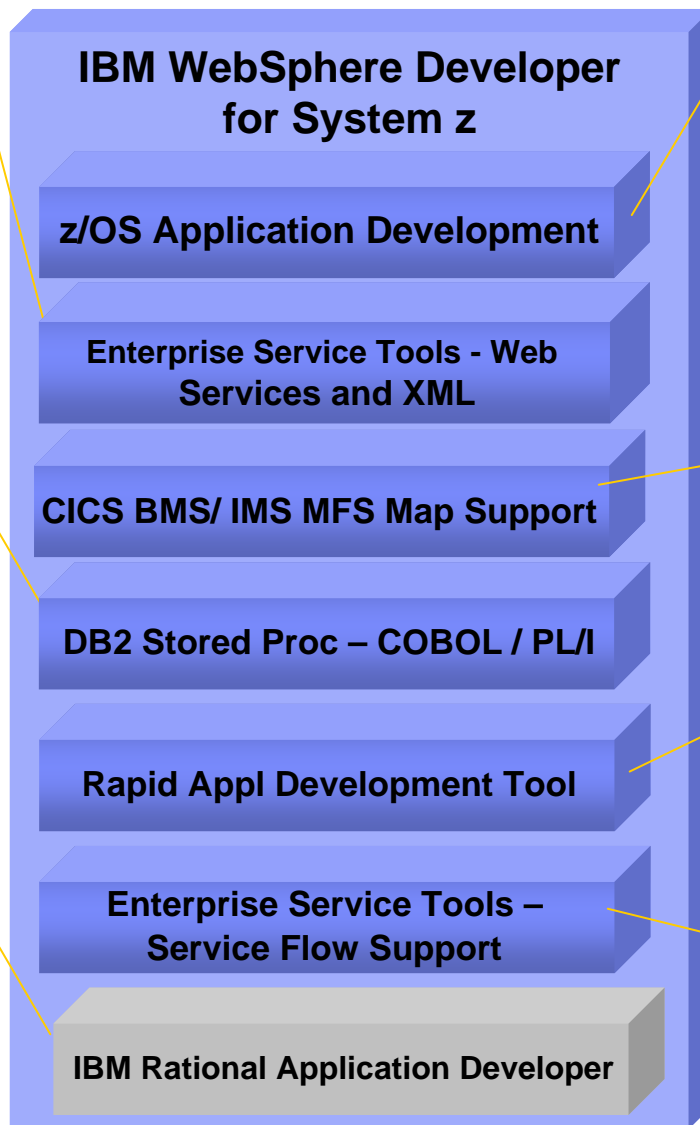 IBM WebSphere Developer
for System z
z/OS Application Development
Enterprise Service Tools - Web
Services and XML
CICS BMS/ IMS MFS Map Support
DB2 Stored Proc – COBOL / PL/I
Rapid Appl Development Tool
Enterprise Service Tools –
Service Flow Support
IBM Rational Application Developer